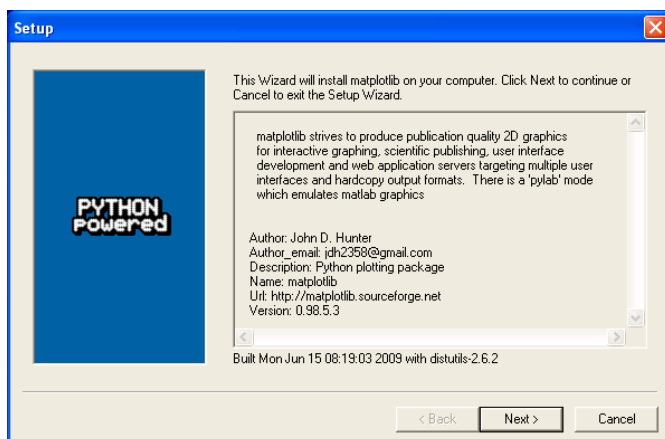 Setup
This Wizard will install matplotlib on your computer. Click Next to continue or
Cancel to exit the Setup Wizard.
matplotlib strives to produce publication quality 2D graphics
for interactive graphing, scientific publishing, user interface
development and web application servers targeting multiple user
interfaces and hardcopy output formats. There is a 'pylab' mode
which emulates matlab graphics
Author: John D. Hunter
Author_email: jdh2358@gmail.com
Description: Python plotting package
Name: matplotlib
Url: http://matplotlib.sourceforge.net
Version: 0.98.5.3
PYTHON
Powered
Built Mon Jun 15 08:19:03 2009 with distutils-2.6.2
< Back
Next >
Cancel